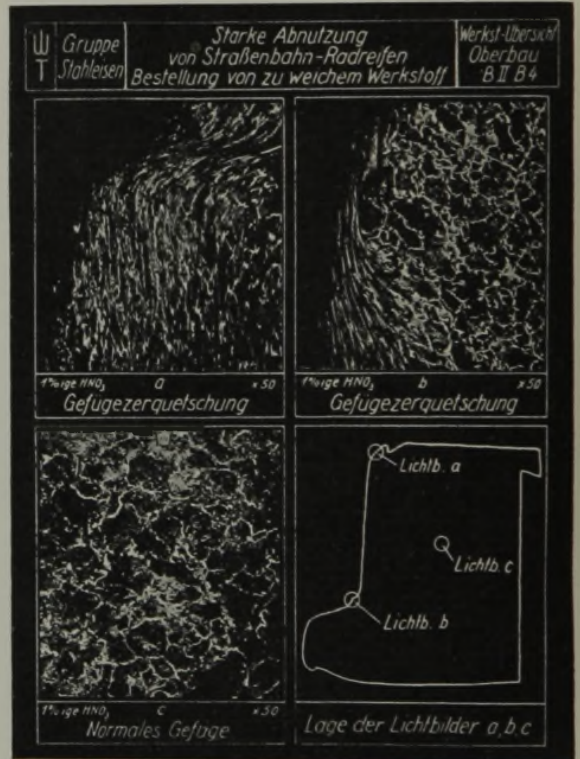 W
T
Gruppe
Stahleisen
Starke Abnutzung
von Straßenbahn-Radreifen
Bestellung von zu weichem Werkstoff
Werkst-Übersicht
Oberbau
B II B4
1%ige HNO₃ a ×50
Gefügezerquetschung
1%ige HNO₃ b ×50
Gefügezerquetschung
Lichtb. a
Lichtb. c
Lichtb. b
1%ige HNO₃ c ×50
Normales Gefüge
Lage der Lichtbilder a,b,c